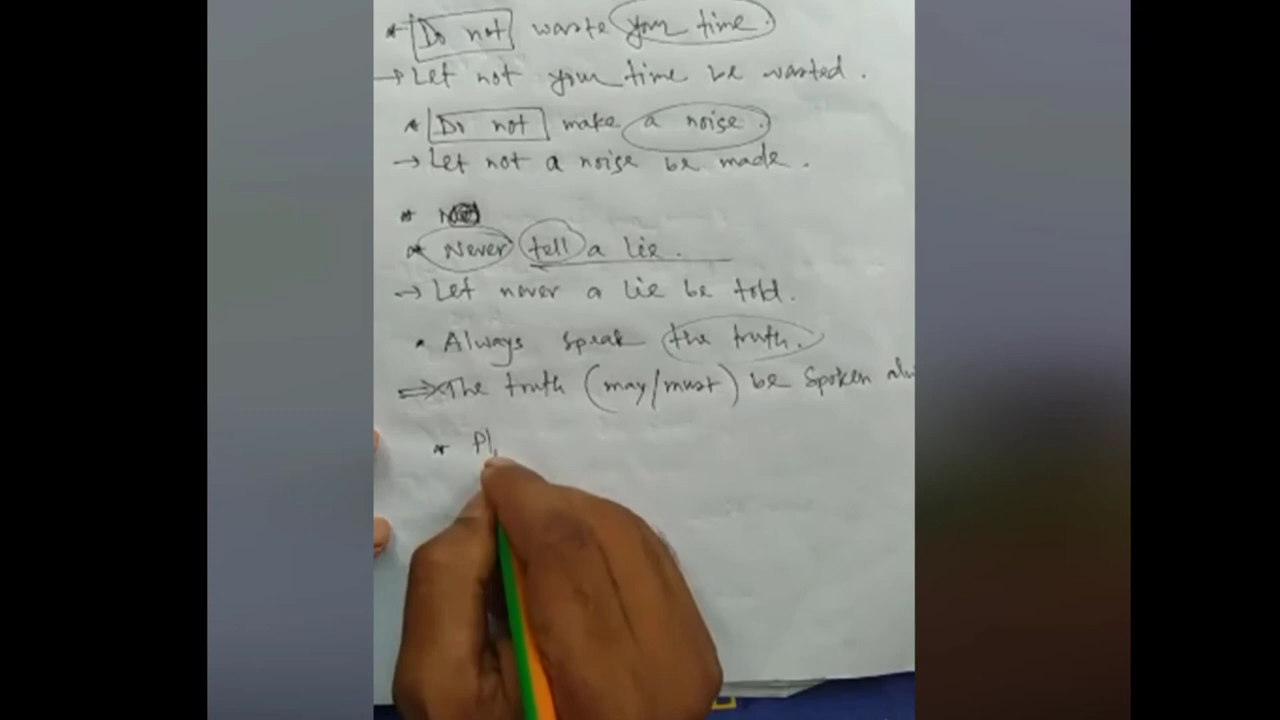 * Do not waste your time.
→ Let not your time be wasted.
* Do not make a noise.
→ Let not a noise be made.
*
* Never tell a lie.
→ Let never a lie be told.
* Always speak the truth.
⇒ The truth (may/must) be spoken
* Pl